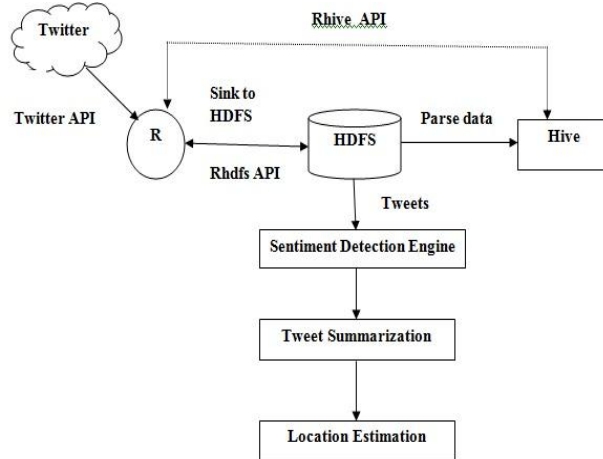 Rhive API
Twitter
Twitter API
Sink to
HDFS
R
Rhdfs API
HDFS
Parse data
Hive
Tweets
Sentiment Detection Engine
Tweet Summarization
Location Estimation